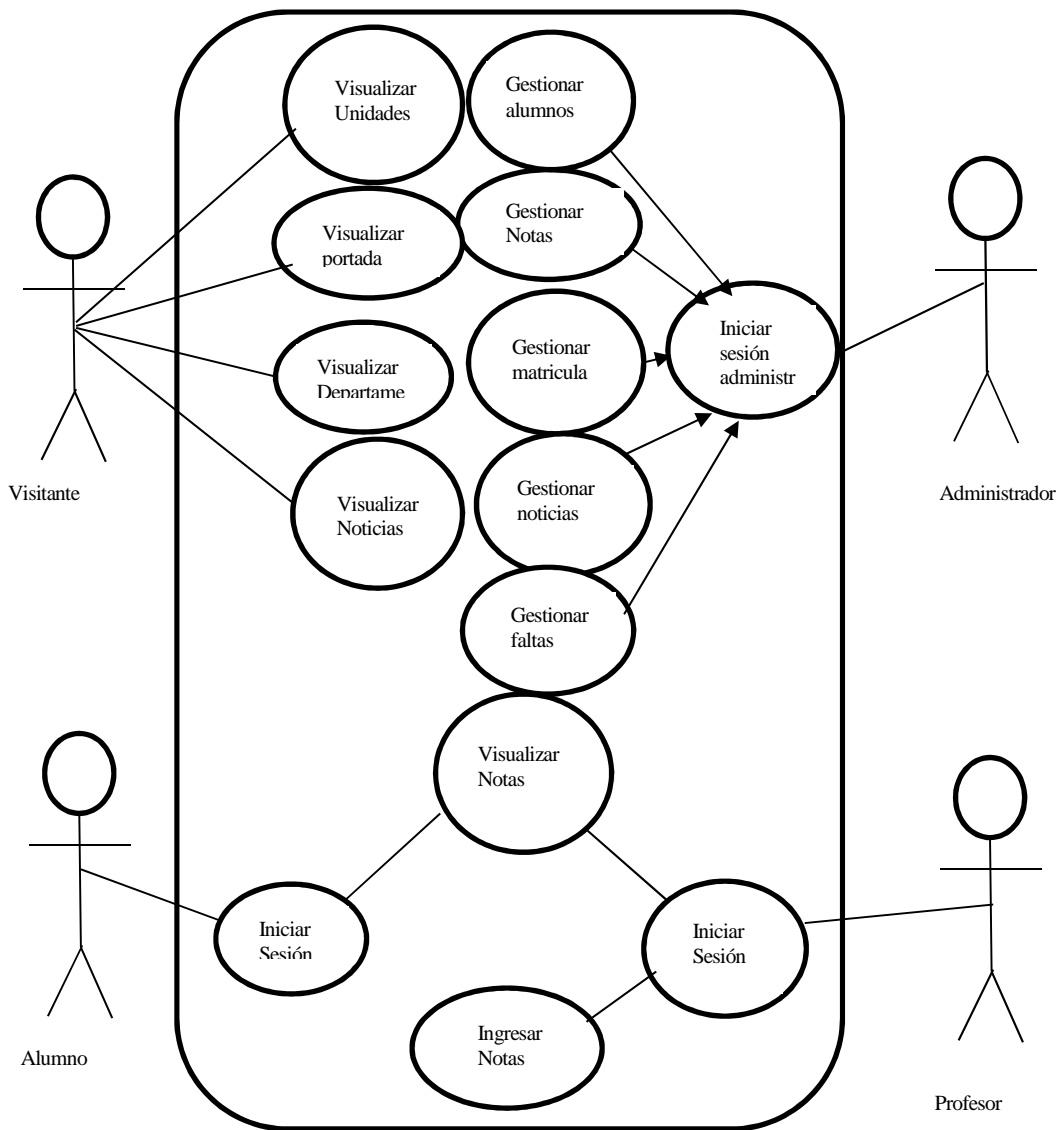 Visualizar
Unidades
Gestionar
alumnos
Visualizar
portada
Gestionar
Notas
Iniciar
sesión
administr
Gestionar
matricula
Visualizar
Departame
Visitante
Visualizar
Noticias
Gestionar
noticias
Administrador
Gestionar
faltas
Visualizar
Notas
Iniciar
Sesión
Iniciar
Sesión
Ingresar
Notas
Alumno
Profesor